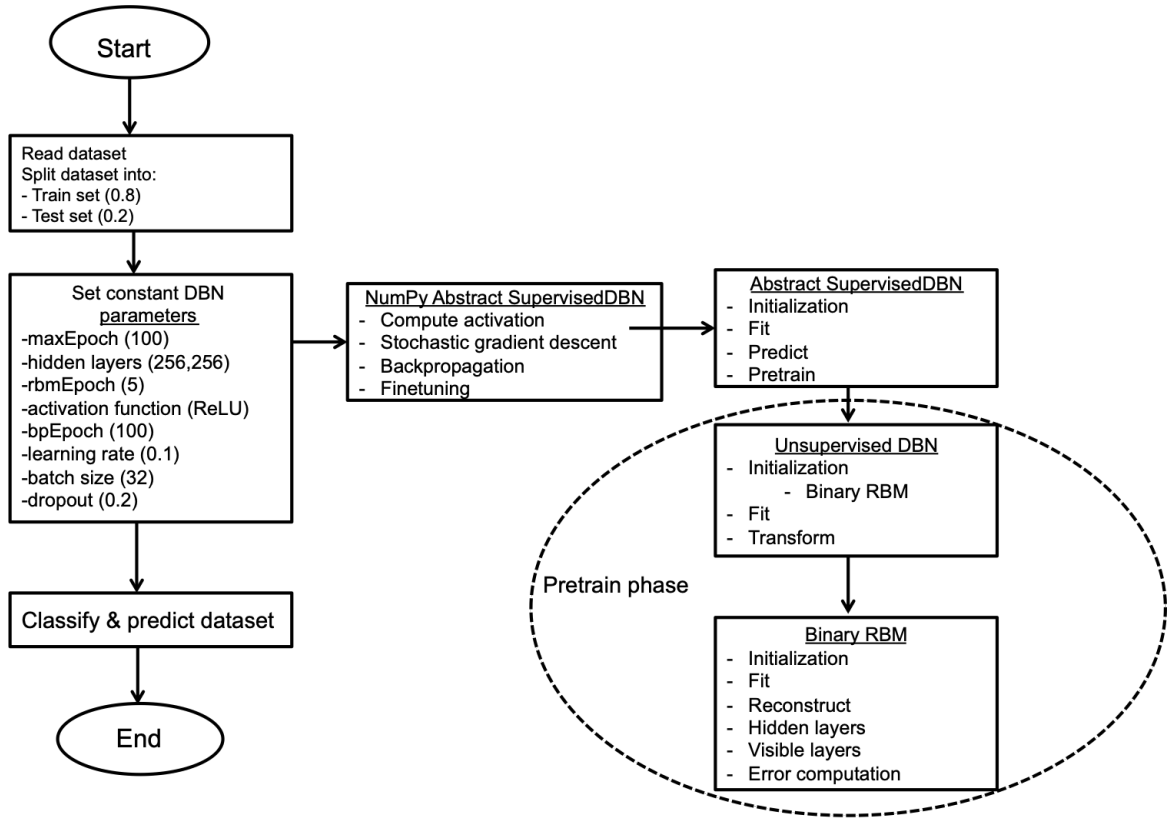 Start
Read dataset
Split dataset into:
- Train set (0.8)
- Test set (0.2)
Set constant DBN
parameters
-maxEpoch (100)
-hidden layers (256,256)
-rbmEpoch (5)
-activation function (ReLU)
-bpEpoch (100)
-learning rate (0.1)
-batch size (32)
-dropout (0.2)
Classify & predict dataset
End
NumPy Abstract SupervisedDBN
- Compute activation
- Stochastic gradient descent
- Backpropagation
- Finetuning
Abstract SupervisedDBN
- Initialization
- Fit
- Predict
- Pretrain
Pretrain phase
Unsupervised DBN
- Initialization
- Binary RBM
- Fit
- Transform
Binary RBM
- Initialization
- Fit
- Reconstruct
- Hidden layers
- Visible layers
- Error computation